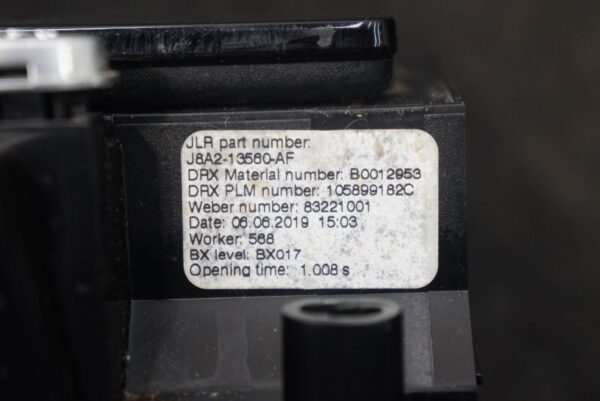 JLR part number:
J8A2-13560-AF
DRX Material number: B0012953
DRX PLM number: 105899182C
Weber number: 83221001
Date: 06.06.2019 15:03
Worker: 568
BX level: BX017
Opening time: 1.008 s